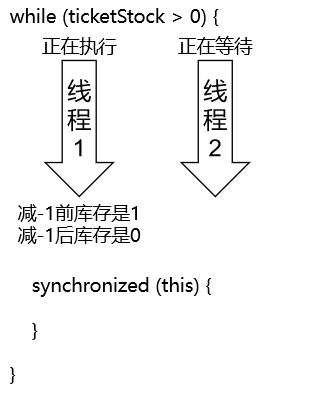 while (ticketStock > 0) {
正在执行 正在等待
线程1 线程2
减-1前库存是1
减-1后库存是0
synchronized (this) {
}
}